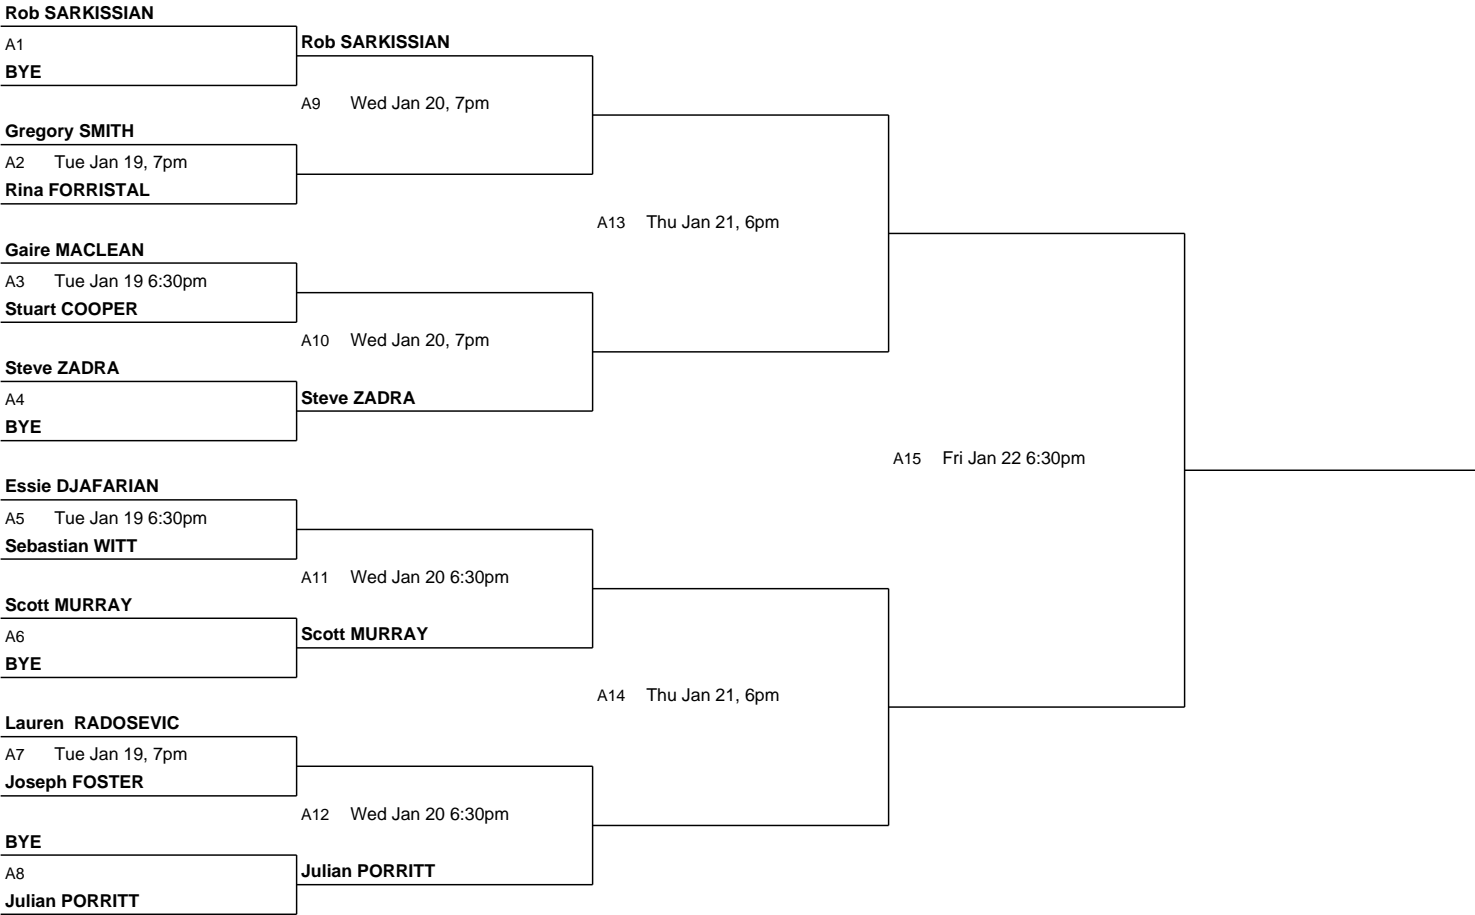 Rob SARKISSIAN
A1
BYE
Rob SARKISSIAN
A9 Wed Jan 20, 7pm
Gregory SMITH
A2 Tue Jan 19, 7pm
Rina FORRISTAL
A13 Thu Jan 21, 6pm
Gaire MACLEAN
A3 Tue Jan 19 6:30pm
Stuart COOPER
A10 Wed Jan 20, 7pm
Steve ZADRA
A4
BYE
Steve ZADRA
A15 Fri Jan 22 6:30pm
Essie DJAFARIAN
A5 Tue Jan 19 6:30pm
Sebastian WITT
A11 Wed Jan 20 6:30pm
Scott MURRAY
A6
BYE
Scott MURRAY
A14 Thu Jan 21, 6pm
Lauren  RADOSEVIC
A7 Tue Jan 19, 7pm
Joseph FOSTER
A12 Wed Jan 20 6:30pm
BYE
A8
Julian PORRITT
Julian PORRITT